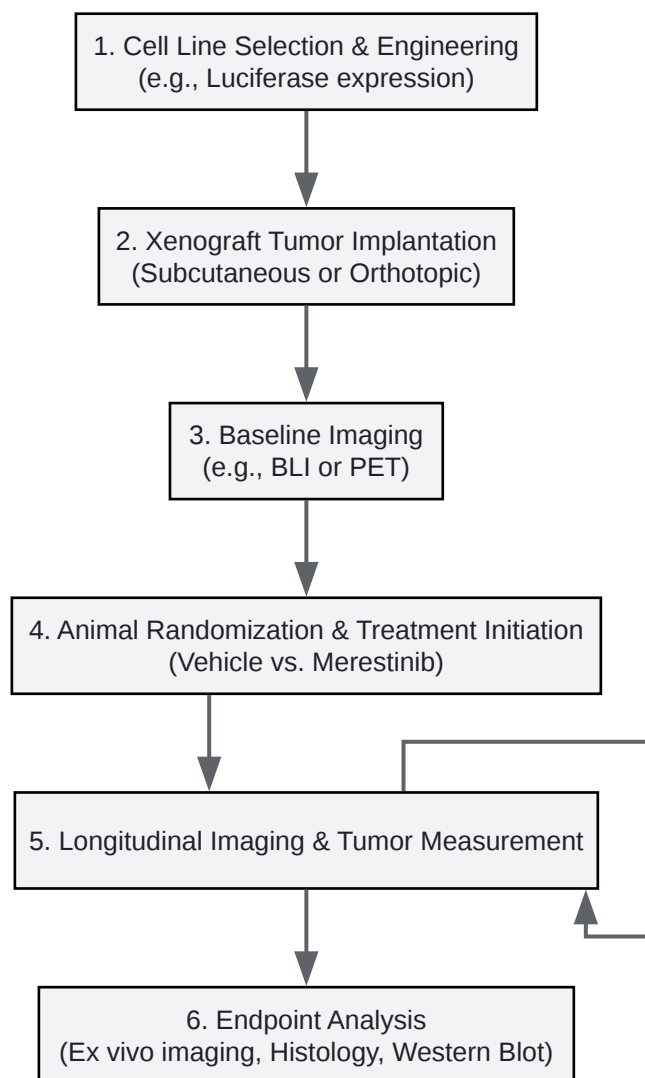 1. Cell Line Selection & Engineering
(e.g., Luciferase expression)
2. Xenograft Tumor Implantation
(Subcutaneous or Orthotopic)
3. Baseline Imaging
(e.g., BLI or PET)
4. Animal Randomization & Treatment Initiation
(Vehicle vs. Merestinib)
5. Longitudinal Imaging & Tumor Measurement
6. Endpoint Analysis
(Ex vivo imaging, Histology, Western Blot)